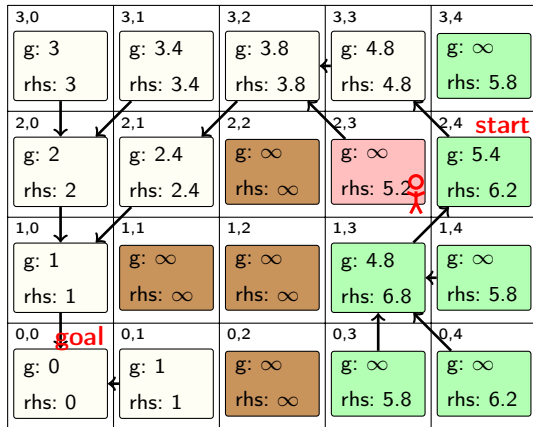 3,0 3,1 3,2 3,3 3,4
g: 3 g: 3.4 g: 3.8 g: 4.8 g: ∞
rhs: 3 rhs: 3.4 rhs: 3.8 rhs: 4.8 rhs: 5.8
2,0 2,1 2,2 2,3 2,4 start
g: 2 g: 2.4 g: ∞ g: ∞ g: 5.4
rhs: 2 rhs: 2.4 rhs: ∞ rhs: 5.2 rhs: 6.2
1,0 1,1 1,2 1,3 1,4
g: 1 g: ∞ g: ∞ g: 4.8 g: ∞
rhs: 1 rhs: ∞ rhs: ∞ rhs: 6.8 rhs: 5.8
0,0 goal 0,1 0,2 0,3 0,4
g: 0 g: 1 g: ∞ g: ∞ g: ∞
rhs: 0 rhs: 1 rhs: ∞ rhs: 5.8 rhs: 6.2